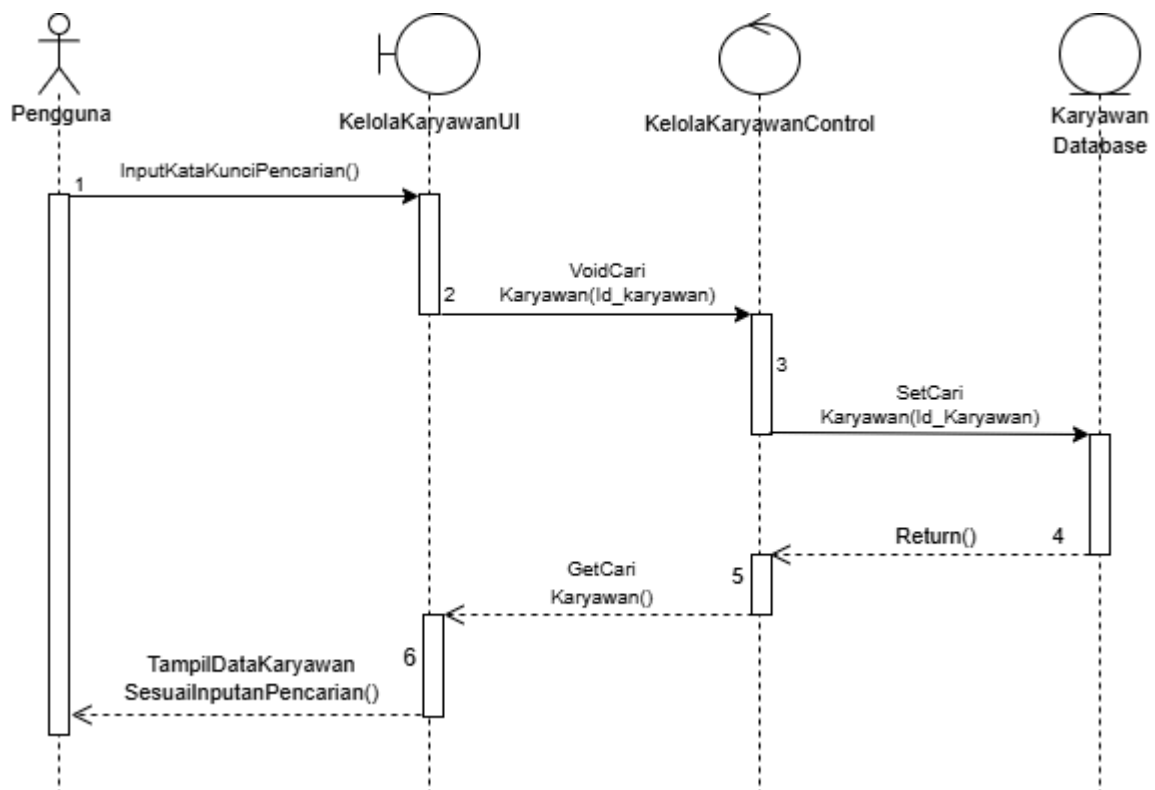 Pengguna
KelolaKaryawanUI
KelolaKaryawanControl
Karyawan
Database
1
InputKataKunciPencarian()
2
VoidCari
Karyawan(Id_karyawan)
3
SetCari
Karyawan(Id_Karyawan)
Return()
4
GetCari
Karyawan()
5
TampilDataKaryawan
SesuaiInputanPencarian()
6